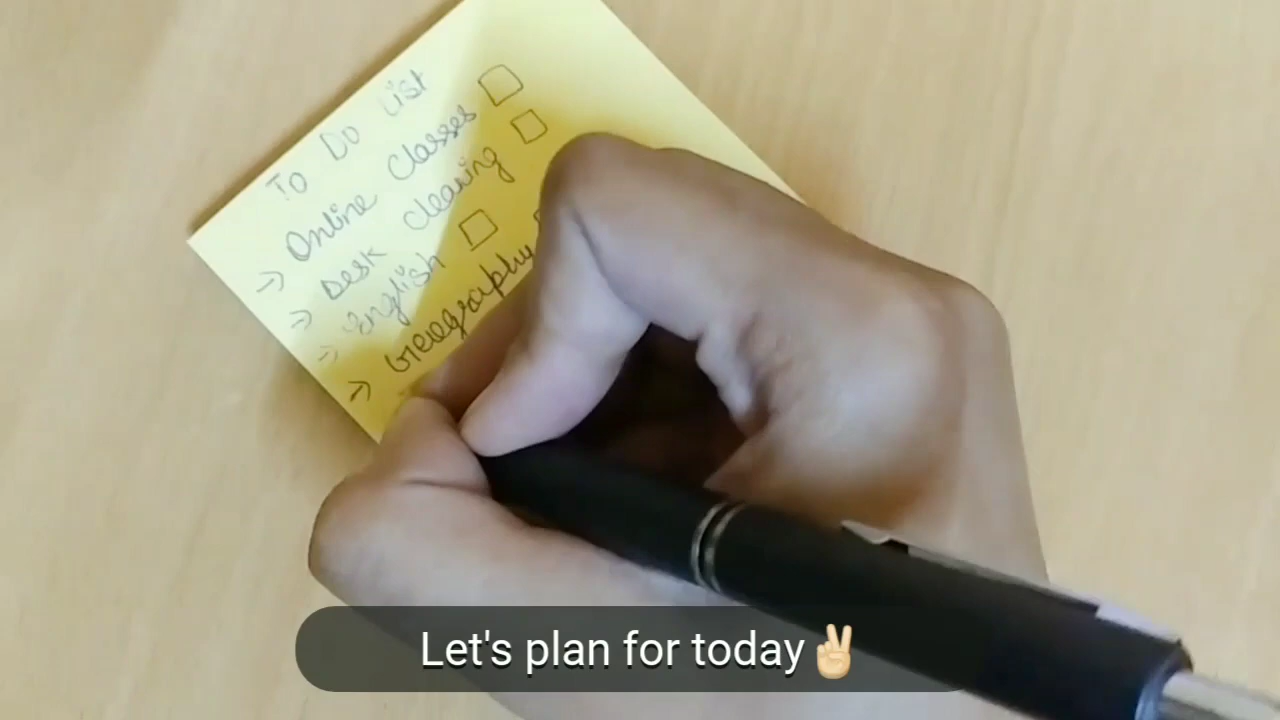 To Do List
→ Online classes
→ Desk cleaning
→ English
→ Geography
Let's plan for today✌🏼